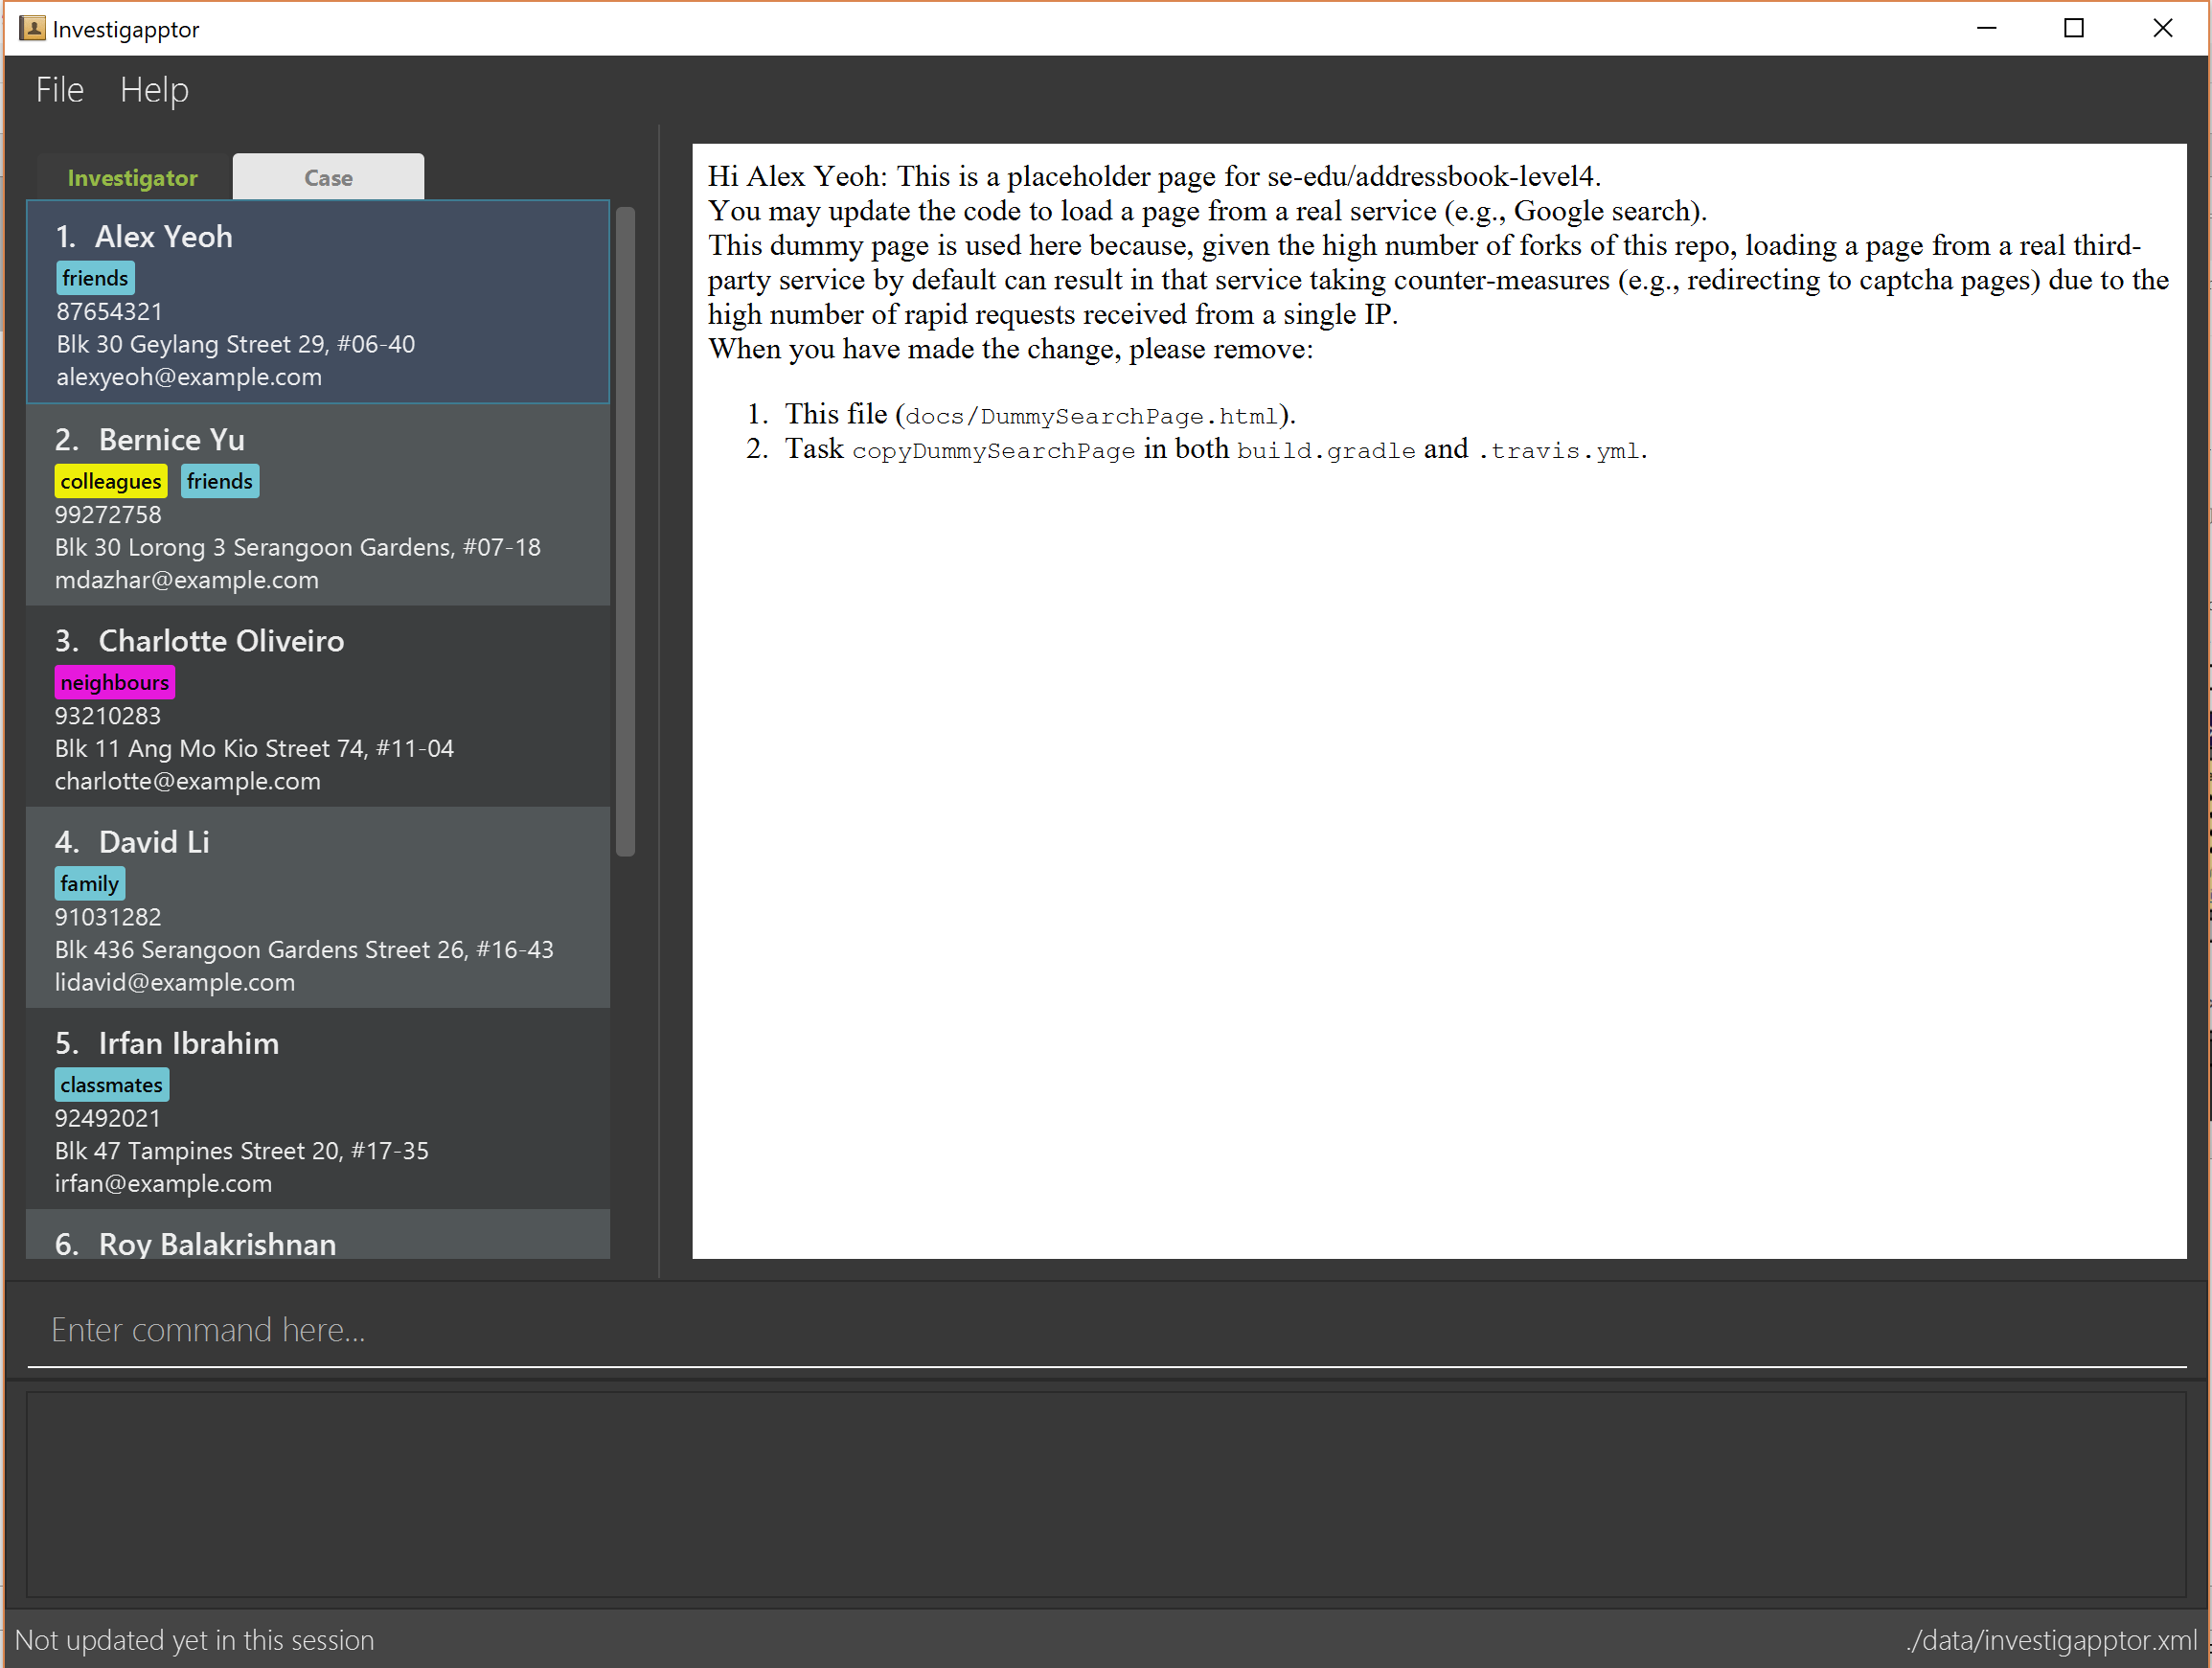 Investigapptor
File Help
Investigator Case
1. Alex Yeoh
friends
87654321
Blk 30 Geylang Street 29, #06-40
alexyeoh@example.com
2. Bernice Yu
colleagues friends
99272758
Blk 30 Lorong 3 Serangoon Gardens, #07-18
mdazhar@example.com
3. Charlotte Oliveiro
neighbours
93210283
Blk 11 Ang Mo Kio Street 74, #11-04
charlotte@example.com
4. David Li
family
91031282
Blk 436 Serangoon Gardens Street 26, #16-43
lidavid@example.com
5. Irfan Ibrahim
classmates
92492021
Blk 47 Tampines Street 20, #17-35
irfan@example.com
6. Roy Balakrishnan
Hi Alex Yeoh: This is a placeholder page for se-edu/addressbook-level4.
You may update the code to load a page from a real service (e.g., Google search).
This dummy page is used here because, given the high number of forks of this repo, loading a page from a real third-
party service by default can result in that service taking counter-measures (e.g., redirecting to captcha pages) due to the
high number of rapid requests received from a single IP.
When you have made the change, please remove:
1. This file (docs/DummySearchPage.html).
2. Task copyDummySearchPage in both build.gradle and .travis.yml.
Enter command here...
Not updated yet in this session
./data/investigapptor.xml